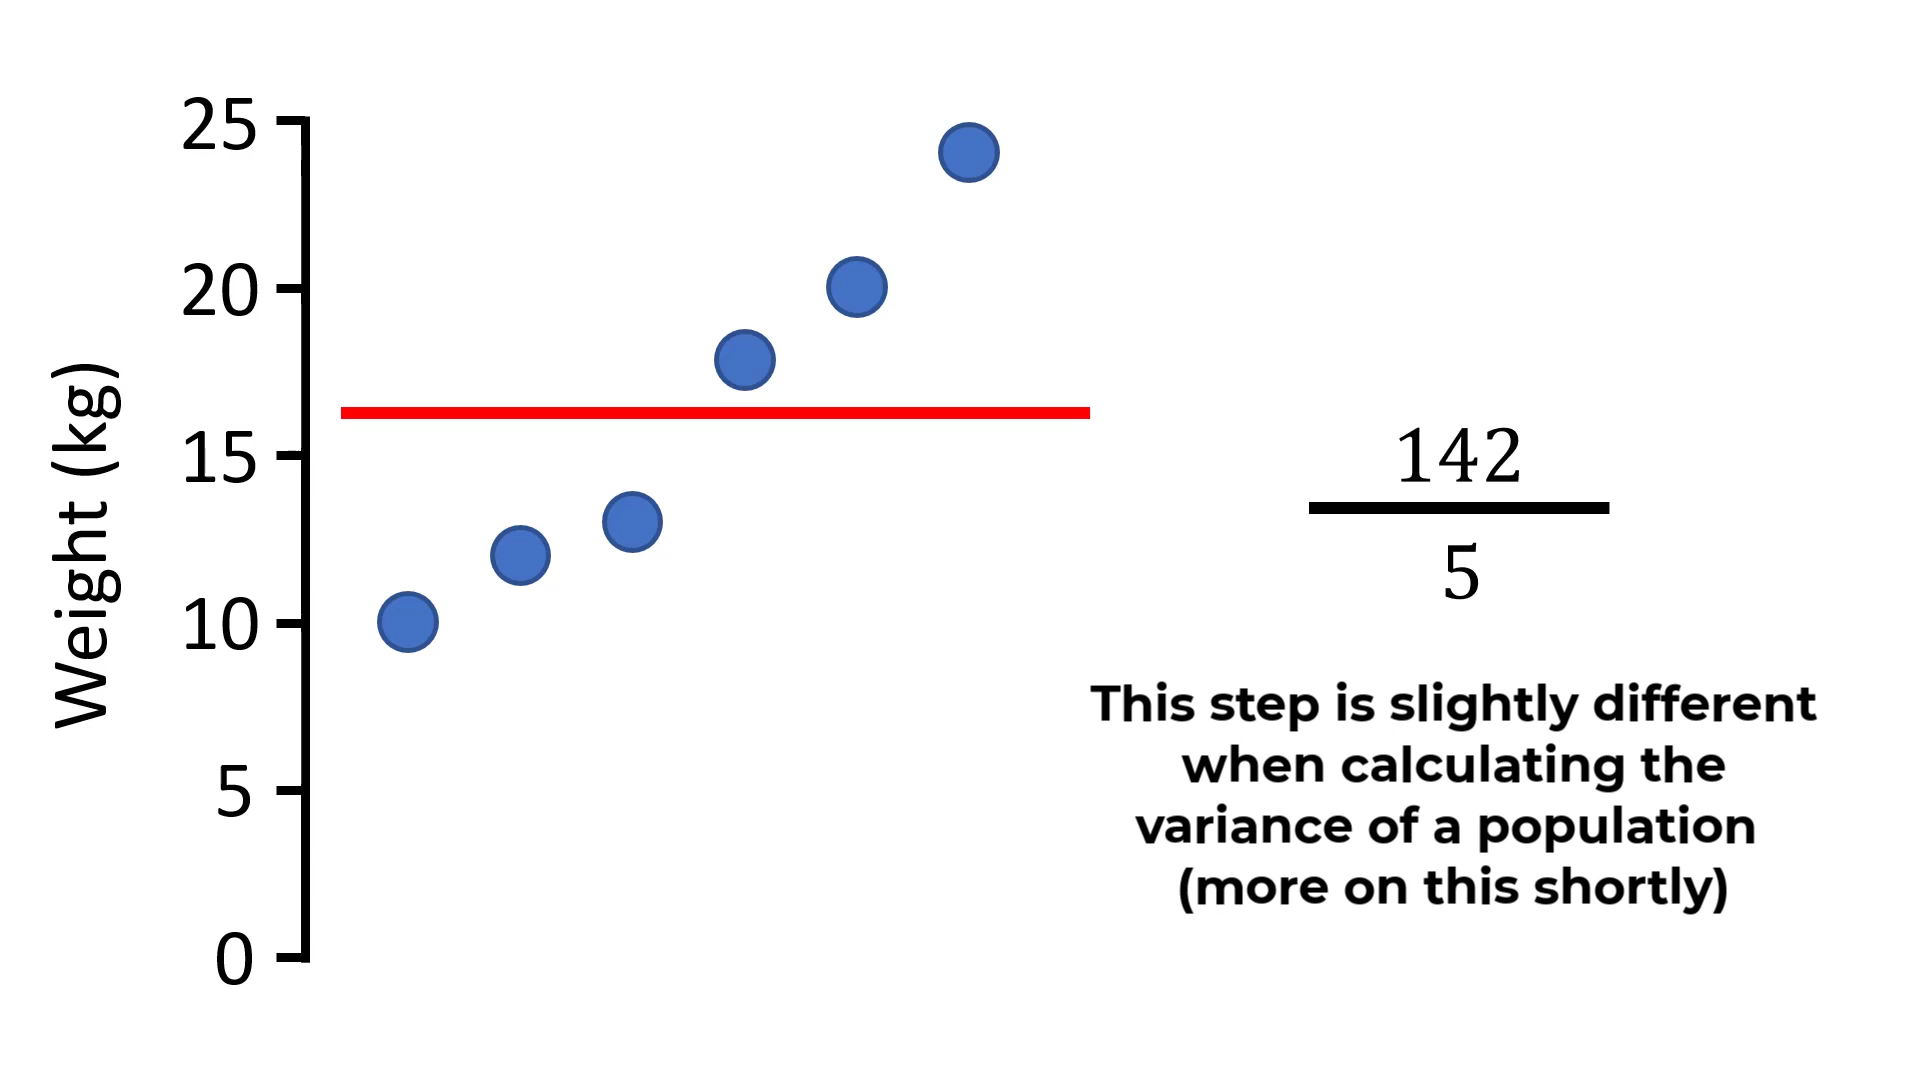 25
20
15
10
5
0
Weight (kg)
142
5
This step is slightly different
when calculating the
variance of a population
(more on this shortly)